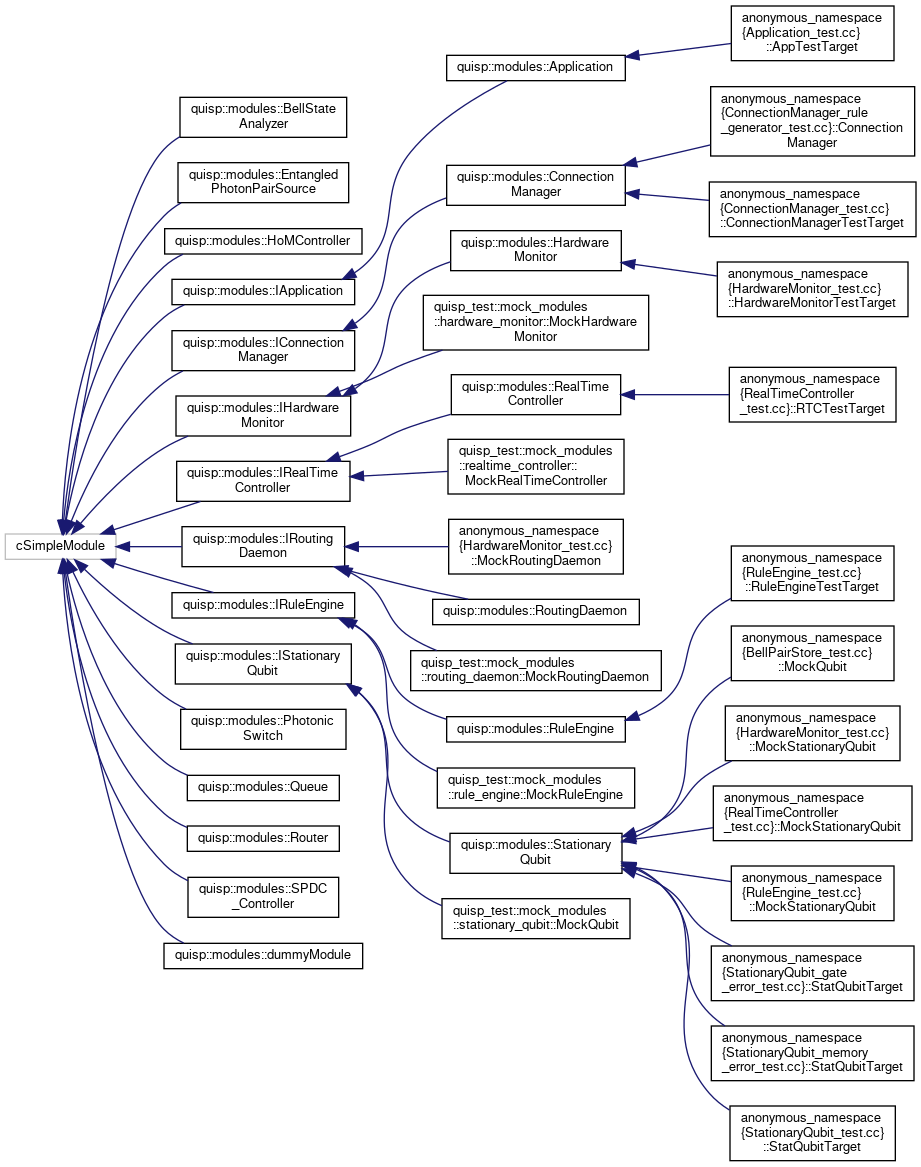 cSimpleModule
quisp::modules::BellState
Analyzer
quisp::modules::Entangled
PhotonPairSource
quisp::modules::HoMController
quisp::modules::IApplication
quisp::modules::IConnection
Manager
quisp::modules::IHardware
Monitor
quisp::modules::IRealTime
Controller
quisp::modules::IRouting
Daemon
quisp::modules::IRuleEngine
quisp::modules::IStationary
Qubit
quisp::modules::Photonic
Switch
quisp::modules::Queue
quisp::modules::Router
quisp::modules::SPDC
_Controller
quisp::modules::dummyModule
quisp::modules::Application
quisp::modules::Connection
Manager
quisp::modules::Hardware
Monitor
quisp_test::mock_modules
::hardware_monitor::MockHardware
Monitor
quisp::modules::RealTime
Controller
quisp_test::mock_modules
::realtime_controller::
MockRealTimeController
anonymous_namespace
{HardwareMonitor_test.cc}
::MockRoutingDaemon
quisp::modules::RoutingDaemon
quisp_test::mock_modules
::routing_daemon::MockRoutingDaemon
quisp::modules::RuleEngine
quisp_test::mock_modules
::rule_engine::MockRuleEngine
quisp::modules::Stationary
Qubit
quisp_test::mock_modules
::stationary_qubit::MockQubit
anonymous_namespace
{Application_test.cc}
::AppTestTarget
anonymous_namespace
{ConnectionManager_rule
_generator_test.cc}::Connection
Manager
anonymous_namespace
{ConnectionManager_test.cc}
::ConnectionManagerTestTarget
anonymous_namespace
{HardwareMonitor_test.cc}
::HardwareMonitorTestTarget
anonymous_namespace
{RealTimeController
_test.cc}::RTCTestTarget
anonymous_namespace
{RuleEngine_test.cc}
::RuleEngineTestTarget
anonymous_namespace
{BellPairStore_test.cc}
::MockQubit
anonymous_namespace
{HardwareMonitor_test.cc}
::MockStationaryQubit
anonymous_namespace
{RealTimeController
_test.cc}::MockStationaryQubit
anonymous_namespace
{RuleEngine_test.cc}
::MockStationaryQubit
anonymous_namespace
{StationaryQubit_gate
_error_test.cc}::StatQubitTarget
anonymous_namespace
{StationaryQubit_memory
_error_test.cc}::StatQubitTarget
anonymous_namespace
{StationaryQubit_test.cc}
::StatQubitTarget